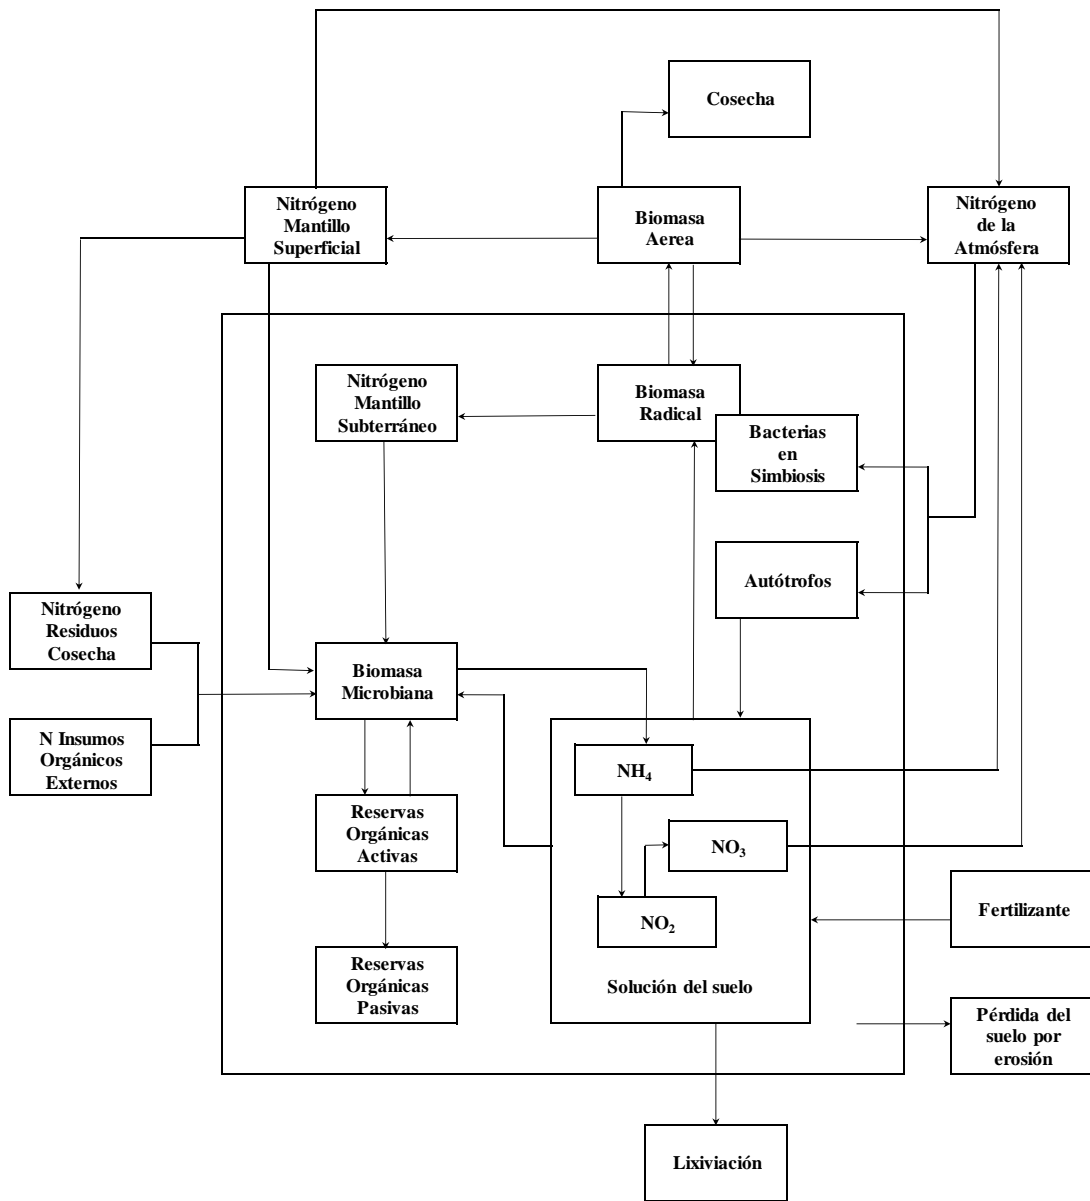 Cosecha
Nitrógeno
Mantillo
Superficial
Biomasa
Aerea
Nitrógeno
de la
Atmósfera
Nitrógeno
Mantillo
Subterráneo
Biomasa
Radical
Bacterias
en
Simbiosis
Autótrofos
Nitrógeno
Residuos
Cosecha
Biomasa
Microbiana
N Insumos
Orgánicos
Externos
NH₄
Reservas
Orgánicas
Activas
NO₃
Fertilizante
NO₂
Reservas
Orgánicas
Pasivas
Solución del suelo
Pérdida del
suelo por
erosión
Lixiviación